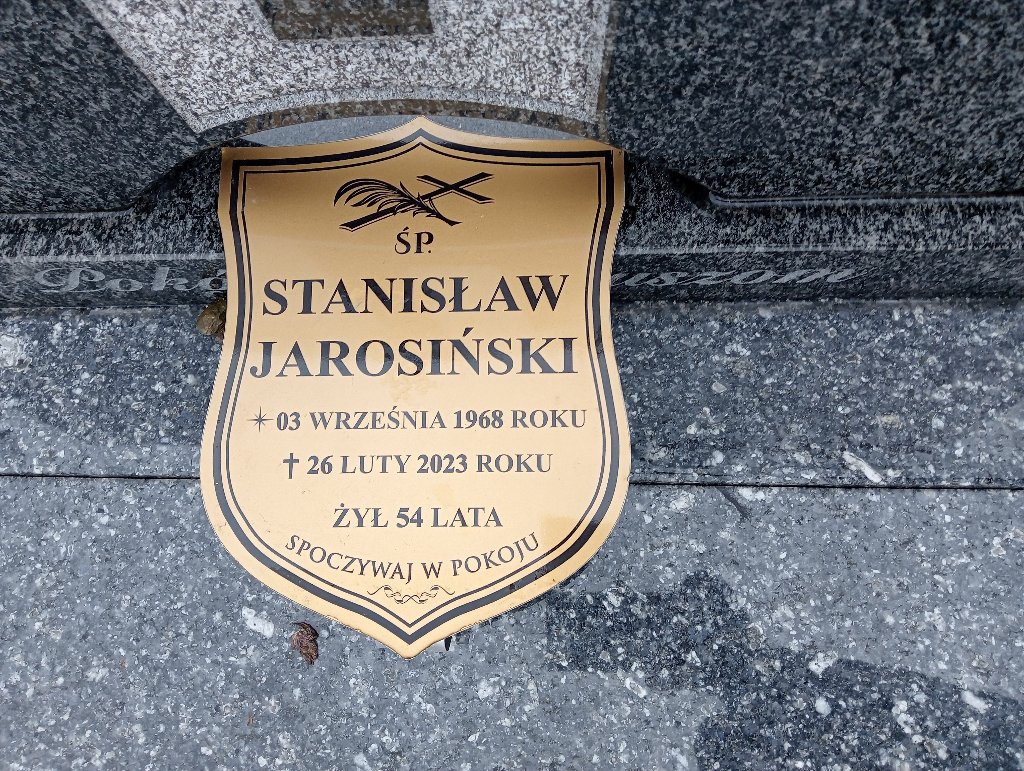 ŚP.
STANISŁAW
JAROSIŃSKI
✴ 03 WRZEŚNIA 1968 ROKU
✝ 26 LUTY 2023 ROKU
ŻYŁ 54 LATA
SPOCZYWAJ W POKOJU